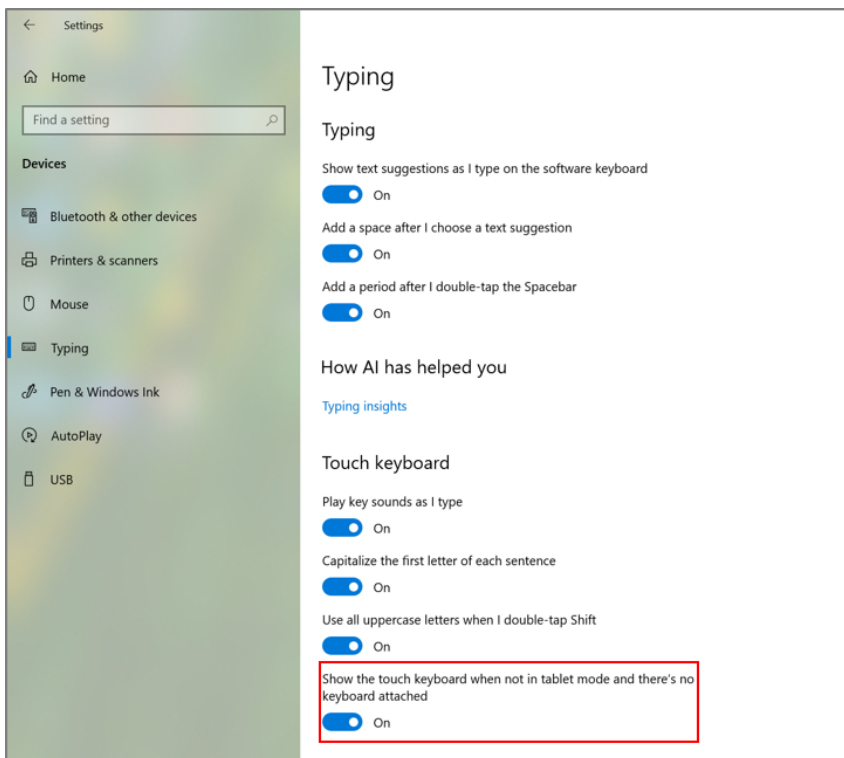 Settings
Home
Find a setting
Devices
Bluetooth & other devices
Printers & scanners
Mouse
Typing
Pen & Windows Ink
AutoPlay
USB
Typing
Typing
Show text suggestions as I type on the software keyboard
On
Add a space after I choose a text suggestion
On
Add a period after I double-tap the Spacebar
On
How AI has helped you
Typing insights
Touch keyboard
Play key sounds as I type
On
Capitalize the first letter of each sentence
On
Use all uppercase letters when I double-tap Shift
On
Show the touch keyboard when not in tablet mode and there's no
keyboard attached
On